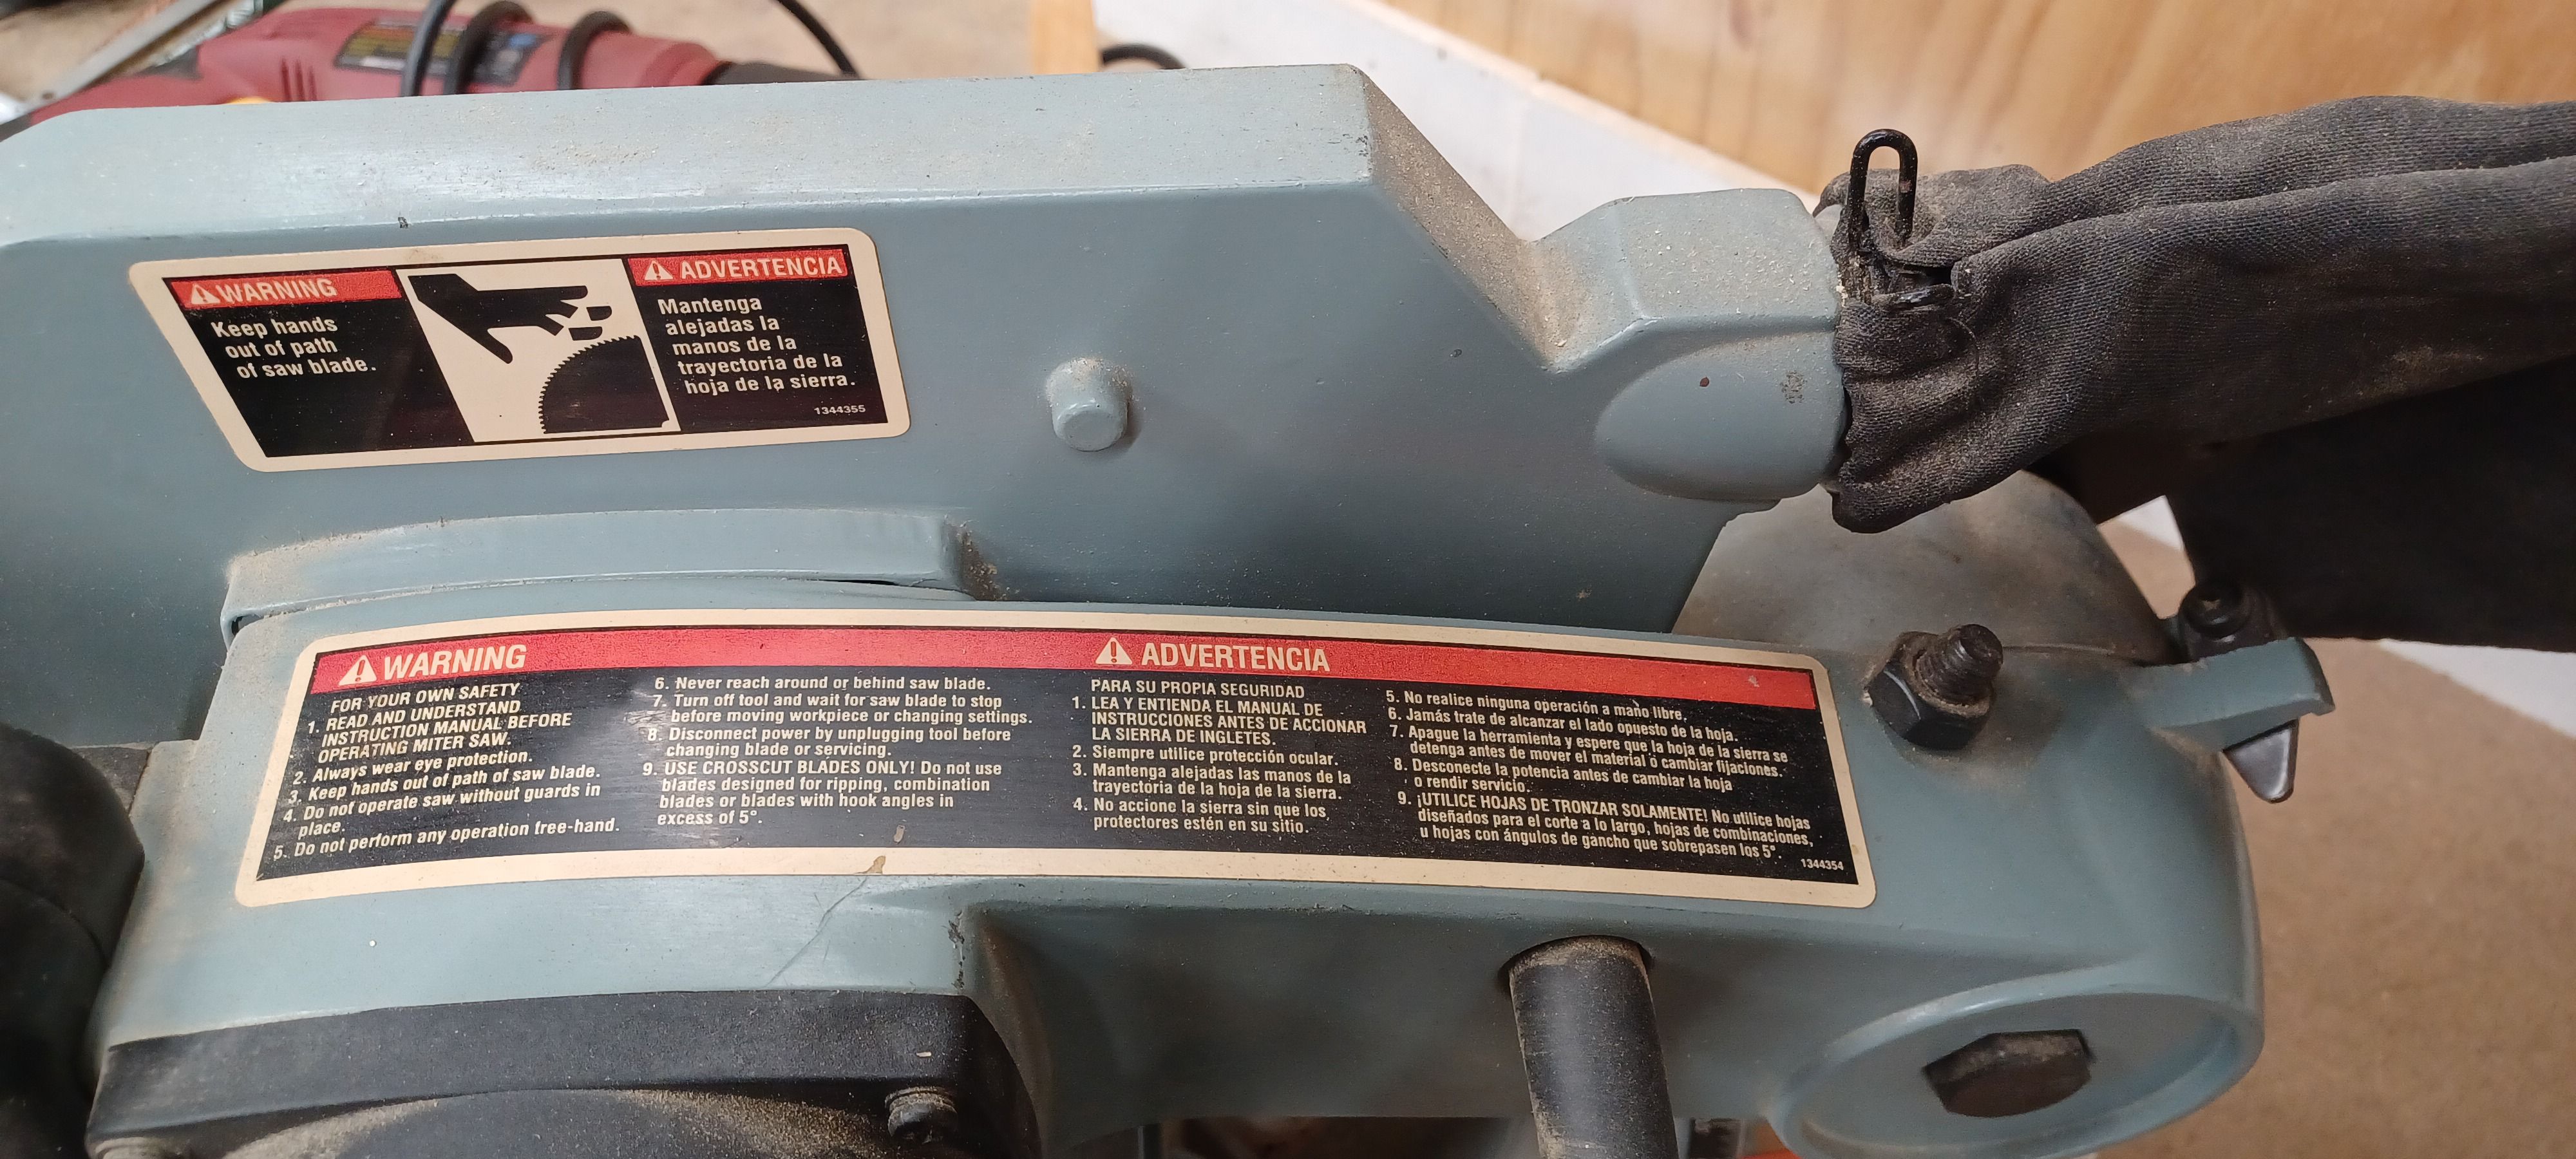 WARNING
Keep hands
out of path
of saw blade.
ADVERTENCIA
Mantenga
alejadas la
manos de la
trayectoria de la
hoja de la sierra.
1344355
WARNING
FOR YOUR OWN SAFETY
1. READ AND UNDERSTAND
INSTRUCTION MANUAL BEFORE
OPERATING MITER SAW.
2. Always wear eye protection.
3. Keep hands out of path of saw blade.
4. Do not operate saw without guards in
place.
5. Do not perform any operation free-hand.
6. Never reach around or behind saw blade.
7. Turn off tool and wait for saw blade to stop
before moving workpiece or changing settings.
8. Disconnect power by unplugging tool before
changing blade or servicing.
9. USE CROSSCUT BLADES ONLY! Do not use
blades designed for ripping, combination
blades or blades with hook angles in
excess of 5°.
ADVERTENCIA
PARA SU PROPIA SEGURIDAD
1. LEA Y ENTIENDA EL MANUAL DE
INSTRUCCIONES ANTES DE ACCIONAR
LA SIERRA DE INGLETES.
2. Siempre utilice protección ocular.
3. Mantenga alejadas las manos de la
trayectoria de la hoja de la sierra.
4. No accione la sierra sin que los
protectores estén en su sitio.
5. No realice ninguna operación a mano libre.
6. Jamás trate de alcanzar el lado opuesto de la hoja.
7. Apague la herramienta y espere que la hoja de la sierra se
detenga antes de mover el material o cambiar fijaciones.
8. Desconecte la potencia antes de cambiar la hoja
o rendir servicio.
9. ¡UTILICE HOJAS DE TRONZAR SOLAMENTE! No utilice hojas
diseñados para el corte a lo largo, hojas de combinaciones,
u hojas con ángulos de gancho que sobrepasen los 5°.
1344354